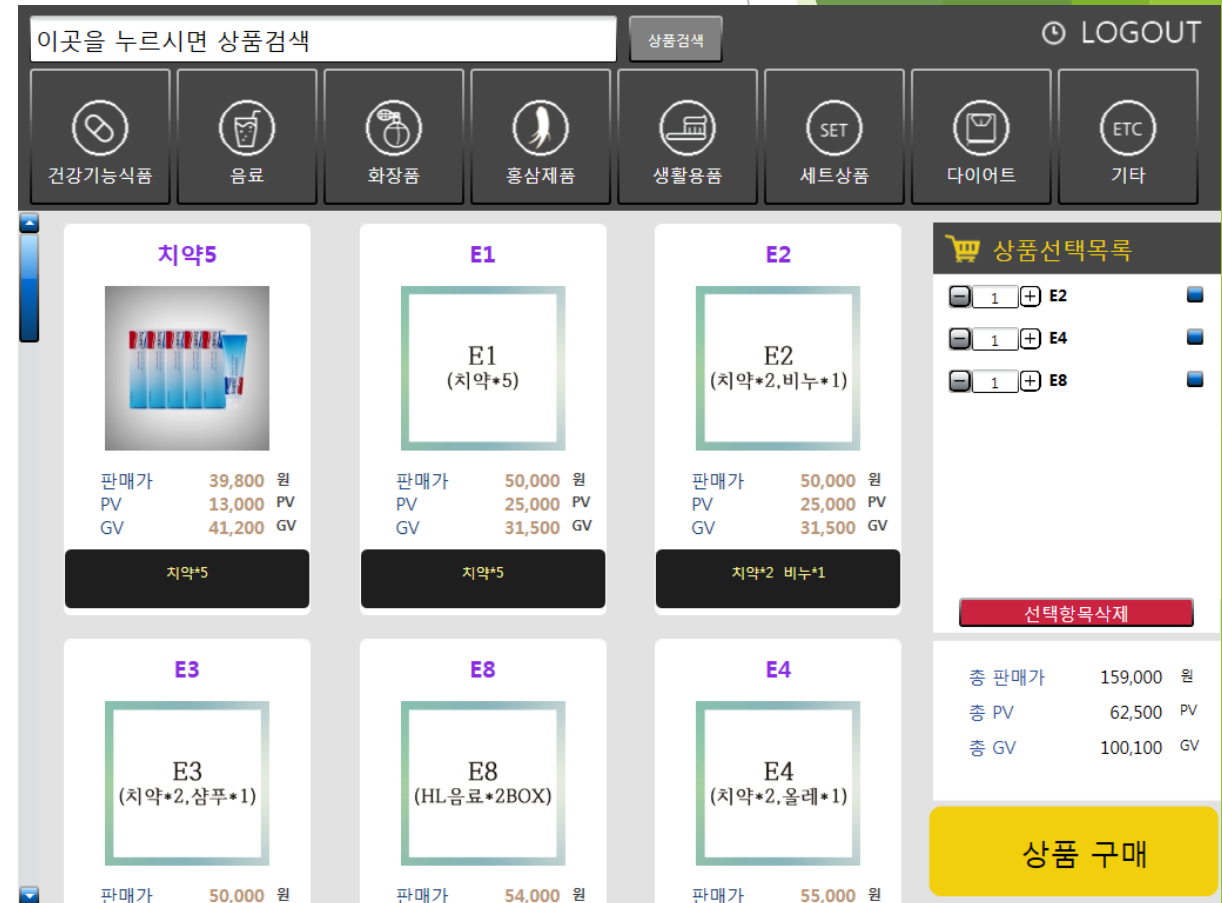 이곳을 누르시면 상품검색
상품검색
LOGOUT
건강기능식품
음료
화장품
홍삼제품
생활용품
SET
세트상품
다이어트
ETC
기타
치약5
판매가 39,800 원
PV 13,000 PV
GV 41,200 GV
치약*5
E1
E1
(치약*5)
판매가 50,000 원
PV 25,000 PV
GV 31,500 GV
치약*5
E2
E2
(치약*2,비누*1)
판매가 50,000 원
PV 25,000 PV
GV 31,500 GV
치약*2 비누*1
E3
E3
(치약*2,샴푸*1)
판매가 50,000 원
E8
E8
(HL음료*2BOX)
판매가 54,000 원
E4
E4
(치약*2,올레*1)
판매가 55,000 원
상품선택목록
1 E2
1 E4
1 E8
선택항목삭제
총 판매가 159,000 원
총 PV 62,500 PV
총 GV 100,100 GV
상품 구매